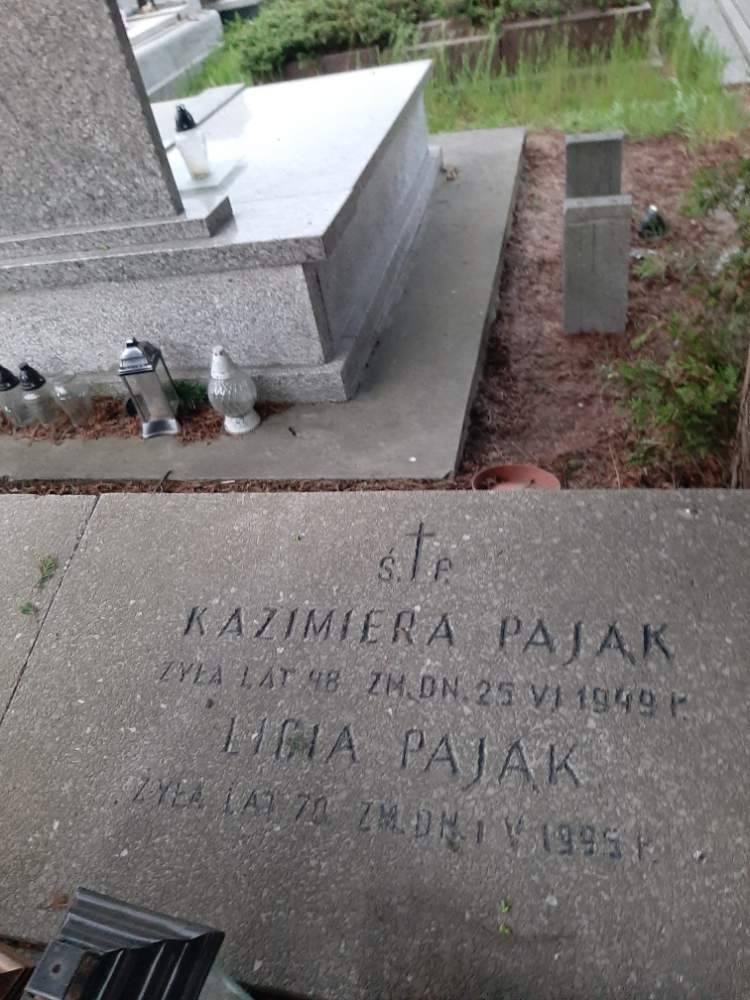 Ś. † P.
KAZIMIERA PAJĄK
ŻYŁA LAT 48 ZM. DN. 25 VI 1949 r.
LIGIA PAJĄK
ŻYŁA LAT 70 ZM. DN. 1 V 1995 r.